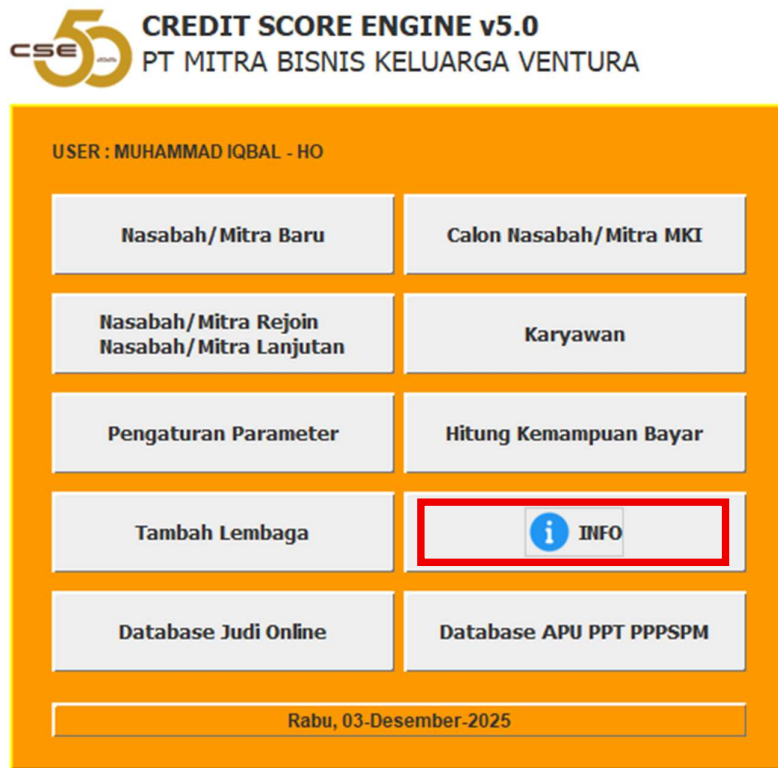 CSE 50
CREDIT SCORE ENGINE v5.0
PT MITRA BISNIS KELUARGA VENTURA
USER : MUHAMMAD IQBAL - HO
Nasabah/Mitra Baru
Calon Nasabah/Mitra MKI
Nasabah/Mitra Rejoin
Nasabah/Mitra Lanjutan
Karyawan
Pengaturan Parameter
Hitung Kemampuan Bayar
Tambah Lembaga
i INFO
Database Judi Online
Database APU PPT PPPSPM
Rabu, 03-Desember-2025